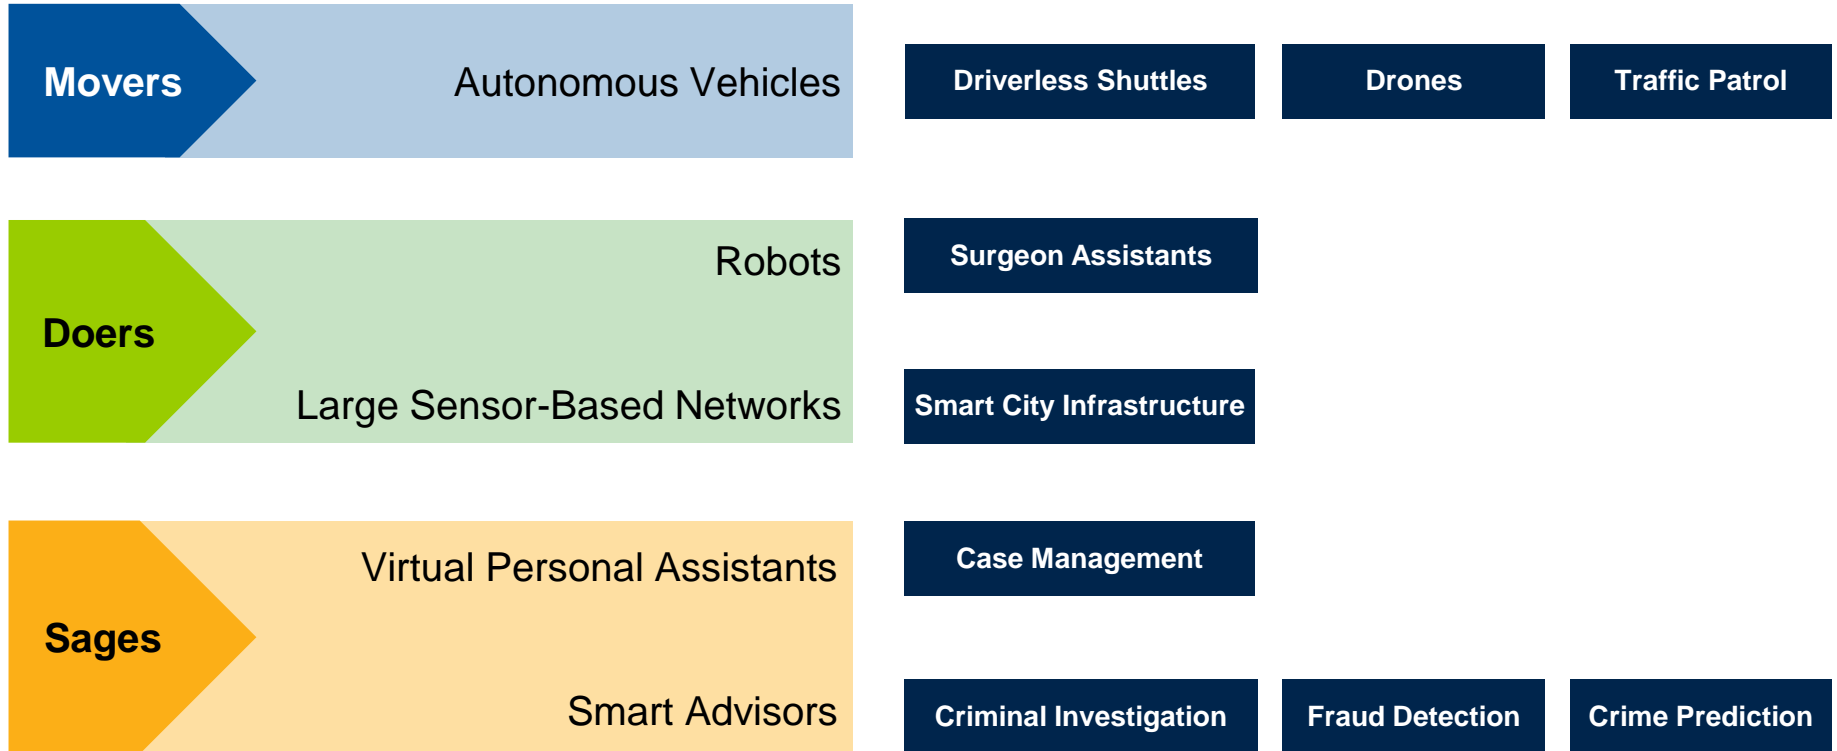 Movers
Autonomous Vehicles
Driverless Shuttles
Drones
Traffic Patrol
Doers
Robots
Surgeon Assistants
Large Sensor-Based Networks
Smart City Infrastructure
Sages
Virtual Personal Assistants
Case Management
Smart Advisors
Criminal Investigation
Fraud Detection
Crime Prediction